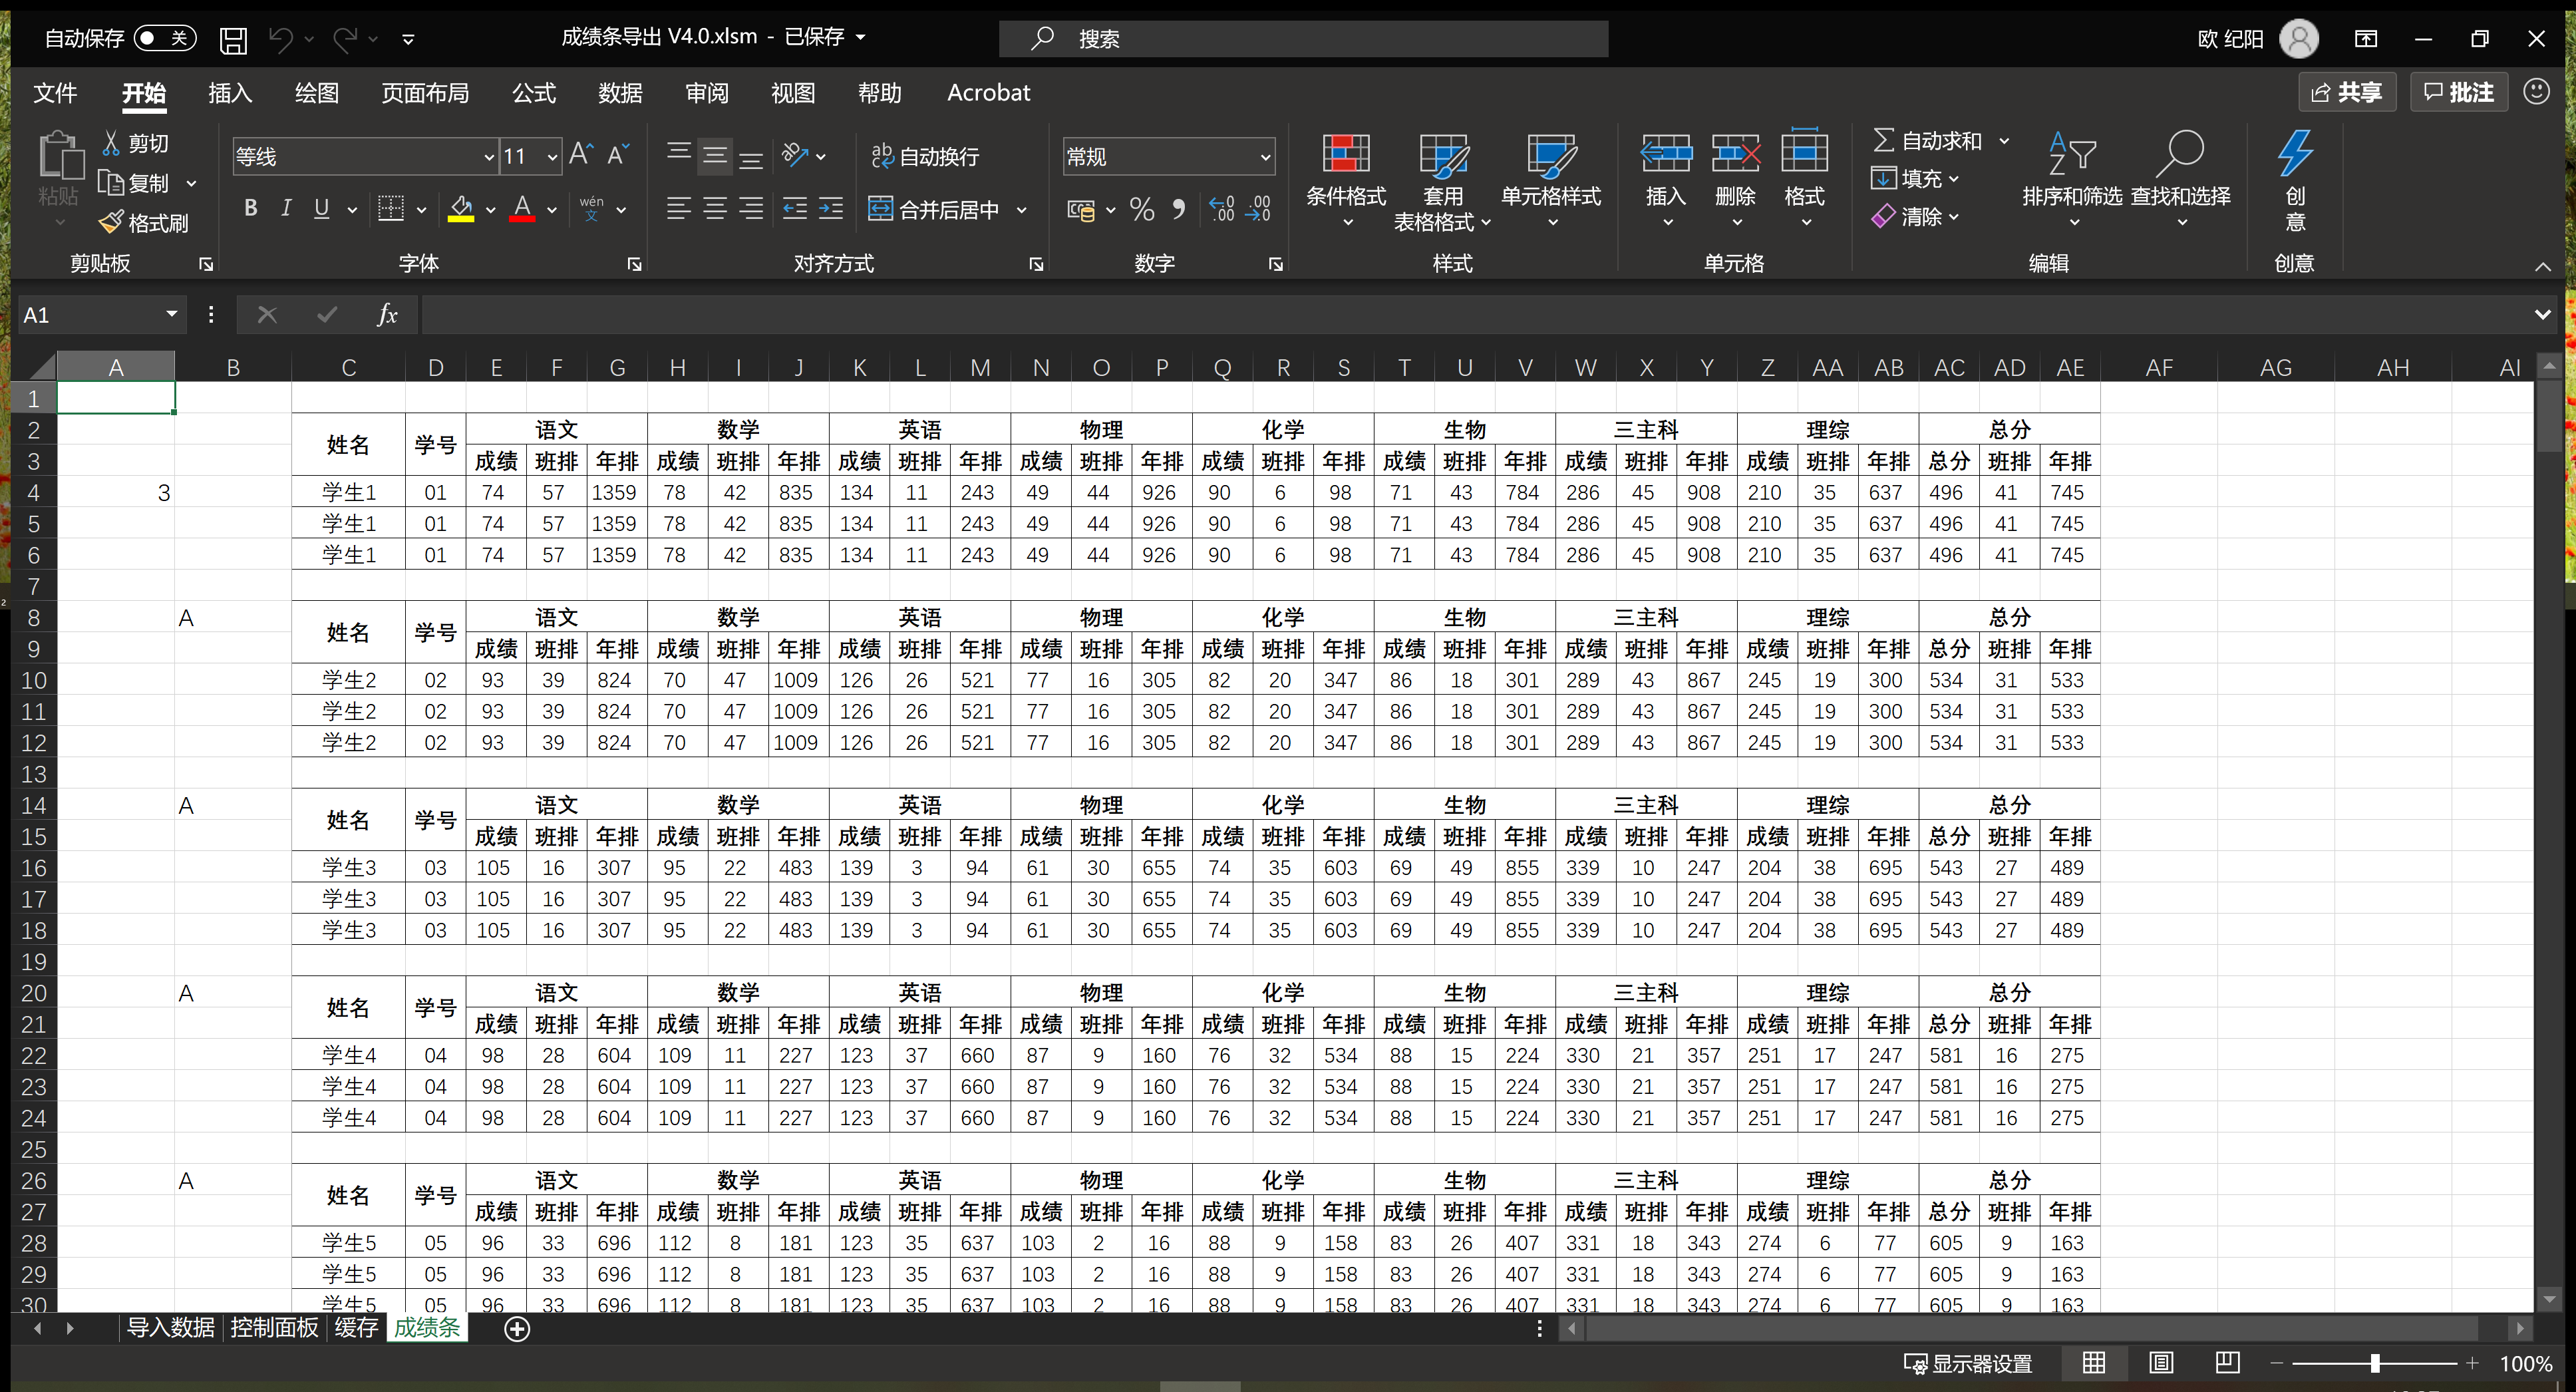 自动保存 关 成绩条导出 V4.0.xlsm - 已保存 搜索 欧 纪阳
文件 开始 插入 绘图 页面布局 公式 数据 审阅 视图 帮助 Acrobat 共享 批注
粘贴 剪切 复制 格式刷 剪贴板
等线 11 A A B I U A wén 文 字体
ab c 自动换行 合并后居中 对齐方式
常规 % .00 .00 数字
条件格式 套用 表格格式 单元格样式 样式
插入 删除 格式 单元格
自动求和 填充 清除 排序和筛选 查找和选择 编辑
创意 创意
A1 fx
A B C D E F G H I J K L M N O P Q R S T U V W X Y Z AA AB AC AD AE AF AG AH AI
1
2 姓名 学号 语文 数学 英语 物理 化学 生物 三主科 理综 总分
3 成绩 班排 年排 成绩 班排 年排 成绩 班排 年排 成绩 班排 年排 成绩 班排 年排 成绩 班排 年排 成绩 班排 年排 成绩 班排 年排 总分 班排 年排
4 3 学生1 01 74 57 1359 78 42 835 134 11 243 49 44 926 90 6 98 71 43 784 286 45 908 210 35 637 496 41 745
5 学生1 01 74 57 1359 78 42 835 134 11 243 49 44 926 90 6 98 71 43 784 286 45 908 210 35 637 496 41 745
6 学生1 01 74 57 1359 78 42 835 134 11 243 49 44 926 90 6 98 71 43 784 286 45 908 210 35 637 496 41 745
7
8 A 姓名 学号 语文 数学 英语 物理 化学 生物 三主科 理综 总分
9 成绩 班排 年排 成绩 班排 年排 成绩 班排 年排 成绩 班排 年排 成绩 班排 年排 成绩 班排 年排 成绩 班排 年排 成绩 班排 年排 总分 班排 年排
10 学生2 02 93 39 824 70 47 1009 126 26 521 77 16 305 82 20 347 86 18 301 289 43 867 245 19 300 534 31 533
11 学生2 02 93 39 824 70 47 1009 126 26 521 77 16 305 82 20 347 86 18 301 289 43 867 245 19 300 534 31 533
12 学生2 02 93 39 824 70 47 1009 126 26 521 77 16 305 82 20 347 86 18 301 289 43 867 245 19 300 534 31 533
13
14 A 姓名 学号 语文 数学 英语 物理 化学 生物 三主科 理综 总分
15 成绩 班排 年排 成绩 班排 年排 成绩 班排 年排 成绩 班排 年排 成绩 班排 年排 成绩 班排 年排 成绩 班排 年排 成绩 班排 年排 总分 班排 年排
16 学生3 03 105 16 307 95 22 483 139 3 94 61 30 655 74 35 603 69 49 855 339 10 247 204 38 695 543 27 489
17 学生3 03 105 16 307 95 22 483 139 3 94 61 30 655 74 35 603 69 49 855 339 10 247 204 38 695 543 27 489
18 学生3 03 105 16 307 95 22 483 139 3 94 61 30 655 74 35 603 69 49 855 339 10 247 204 38 695 543 27 489
19
20 A 姓名 学号 语文 数学 英语 物理 化学 生物 三主科 理综 总分
21 成绩 班排 年排 成绩 班排 年排 成绩 班排 年排 成绩 班排 年排 成绩 班排 年排 成绩 班排 年排 成绩 班排 年排 成绩 班排 年排 总分 班排 年排
22 学生4 04 98 28 604 109 11 227 123 37 660 87 9 160 76 32 534 88 15 224 330 21 357 251 17 247 581 16 275
23 学生4 04 98 28 604 109 11 227 123 37 660 87 9 160 76 32 534 88 15 224 330 21 357 251 17 247 581 16 275
24 学生4 04 98 28 604 109 11 227 123 37 660 87 9 160 76 32 534 88 15 224 330 21 357 251 17 247 581 16 275
25
26 A 姓名 学号 语文 数学 英语 物理 化学 生物 三主科 理综 总分
27 成绩 班排 年排 成绩 班排 年排 成绩 班排 年排 成绩 班排 年排 成绩 班排 年排 成绩 班排 年排 成绩 班排 年排 成绩 班排 年排 总分 班排 年排
28 学生5 05 96 33 696 112 8 181 123 35 637 103 2 16 88 9 158 83 26 407 331 18 343 274 6 77 605 9 163
29 学生5 05 96 33 696 112 8 181 123 35 637 103 2 16 88 9 158 83 26 407 331 18 343 274 6 77 605 9 163
30 学生5 05 96 33 696 112 8 181 123 35 637 103 2 16 88 9 158 83 26 407 331 18 343 274 6 77 605 9 163
导入数据 控制面板 缓存 成绩条
显示器设置 100%